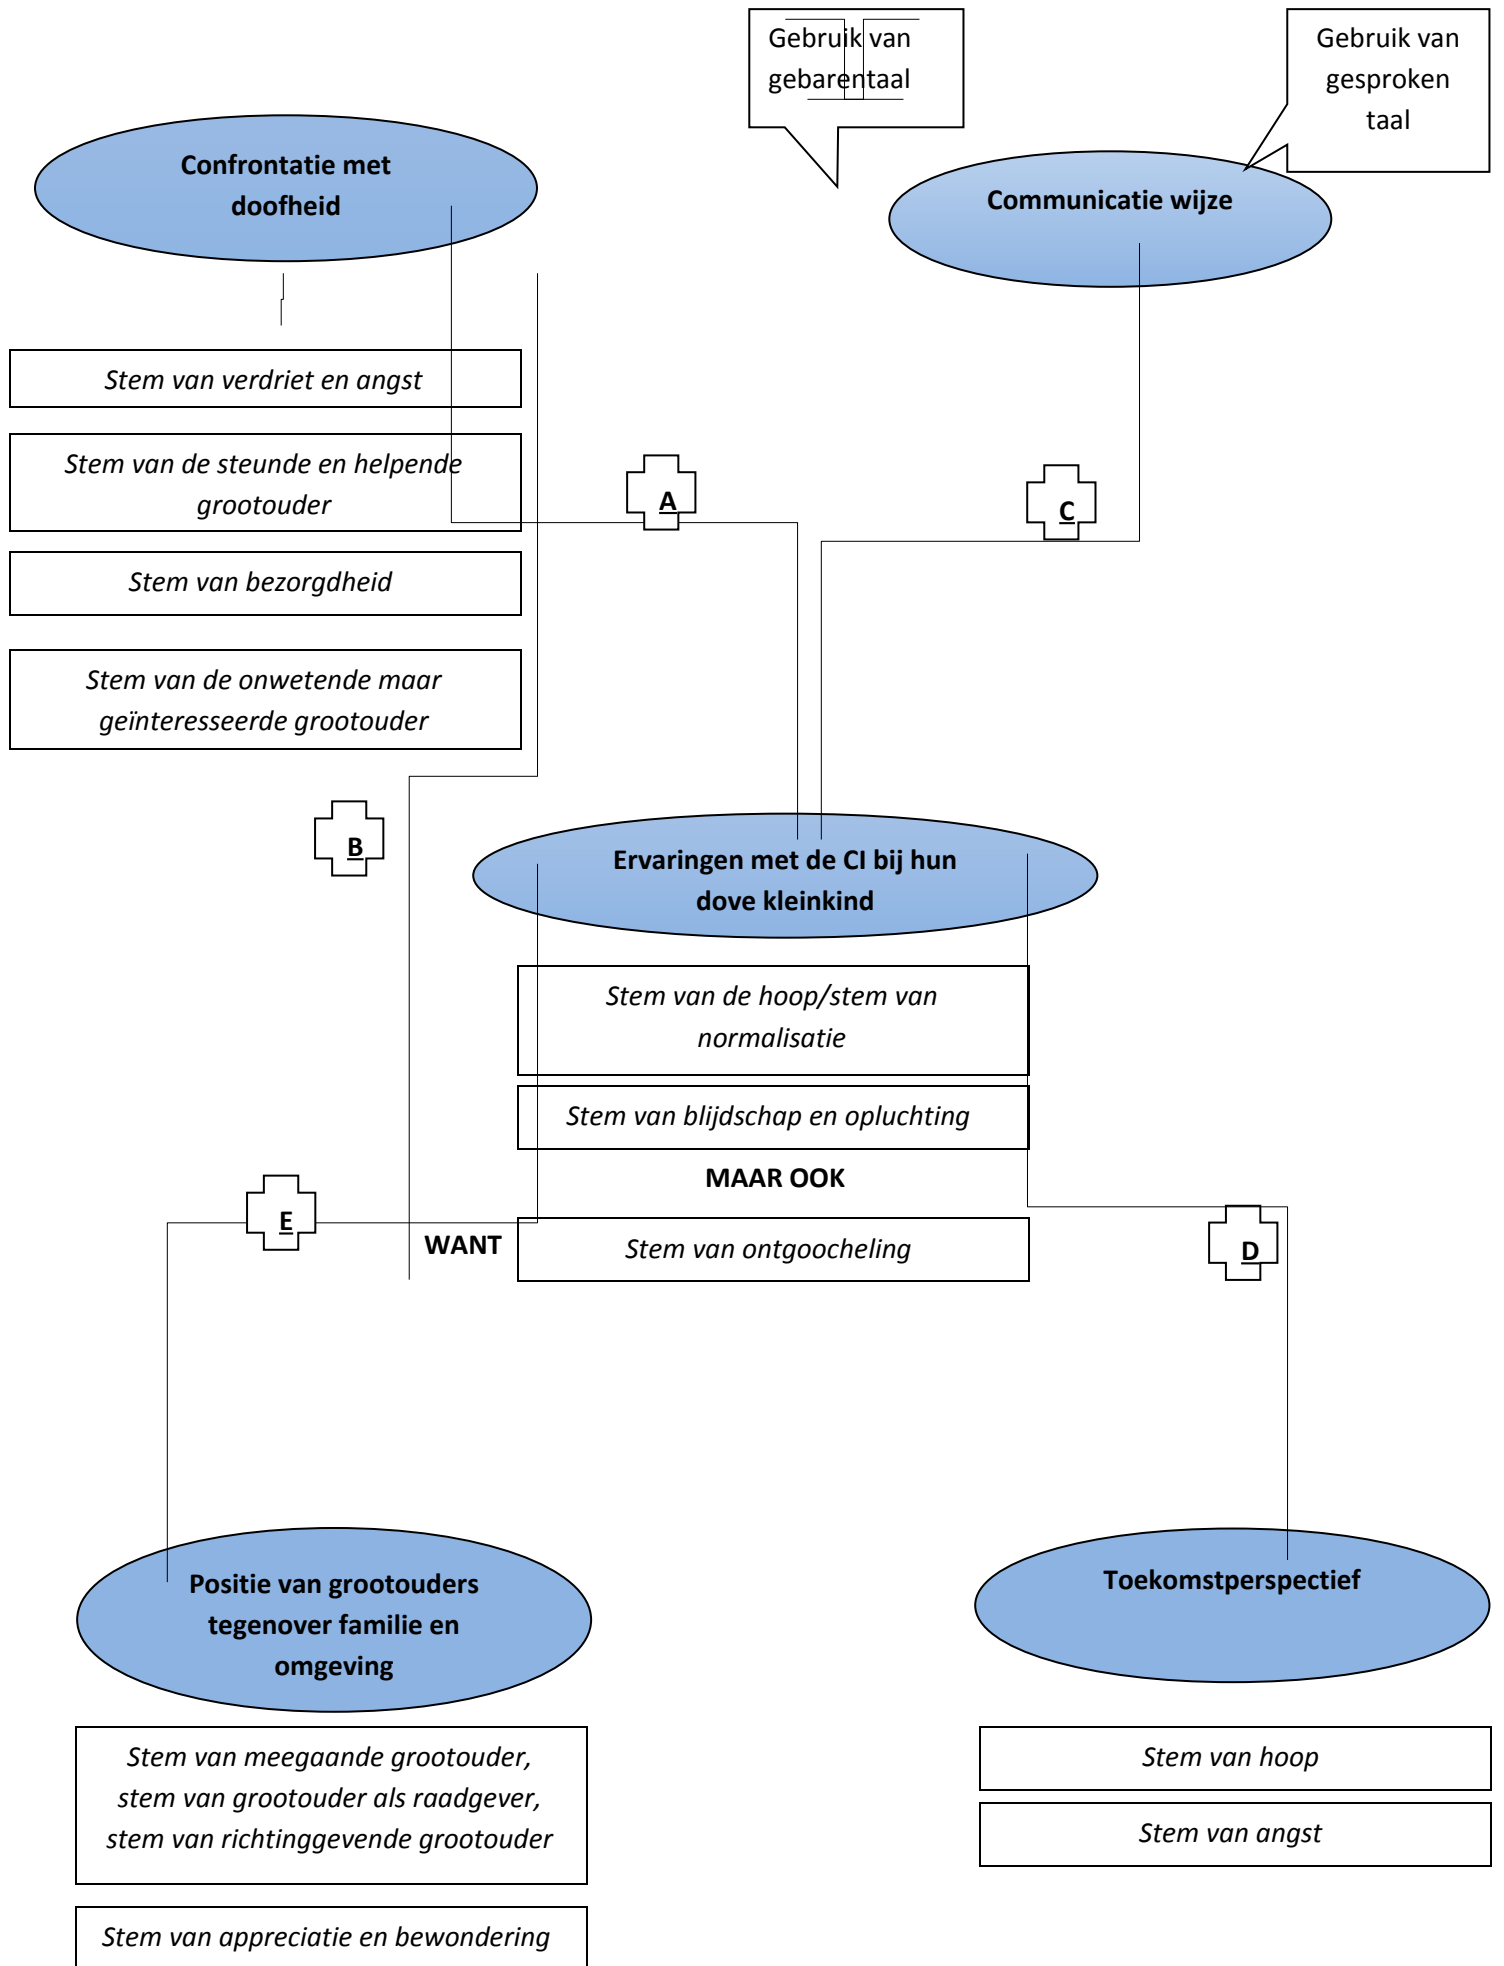 Gebruik van
gebarentaal
Gebruik van
gesproken
taal
Confrontatie met
doofheid
Communicatie wijze
Stem van verdriet en angst
Stem van de steunde en helpende
grootouder
Stem van bezorgdheid
Stem van de onwetende maar
geïnteresseerde grootouder
A
C
B
Ervaringen met de CI bij hun
dove kleinkind
Stem van de hoop/stem van
normalisatie
Stem van blijdschap en opluchting
MAAR OOK
E
WANT
Stem van ontgoocheling
D
Positie van grootouders
tegenover familie en
omgeving
Toekomstperspectief
Stem van meegaande grootouder,
stem van grootouder als raadgever,
stem van richtinggevende grootouder
Stem van appreciatie en bewondering
Stem van hoop
Stem van angst